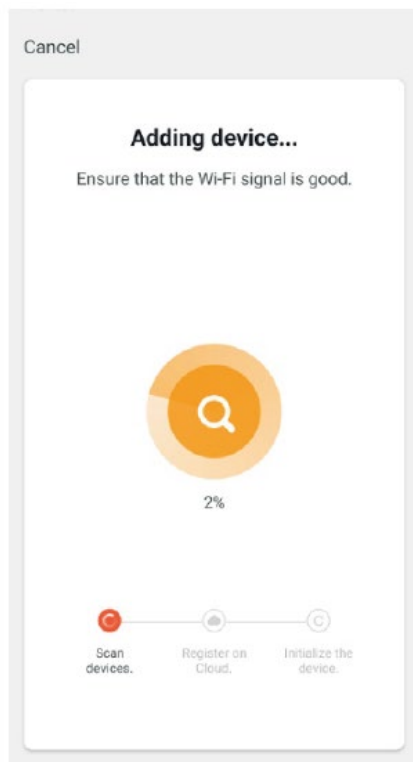 Cancel
Adding device...
Ensure that the Wi-Fi signal is good.
2%
Scan
devices.
Register on
Cloud.
Initialize the
device.